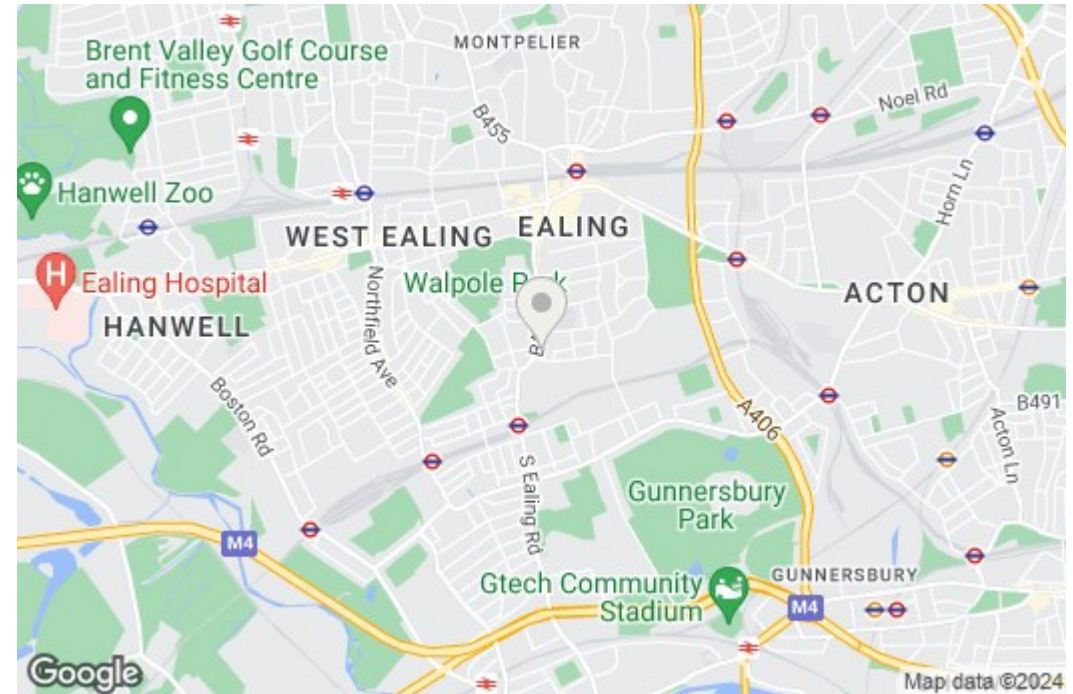 MONTPELIER
Brent Valley Golf Course
and Fitness Centre
Noel Rd
B455
Horn Ln
Hanwell Zoo
WEST EALING
EALING
Ealing Hospital
Walpole
ACTON
HANWELL
Northfield Ave
Boston Rd
B491
A406
Acton Ln
S Ealing Rd
Gunnersbury
Park
M4
Gtech Community
Stadium
GUNNERSBURY
M4
Google
Map data ©2024